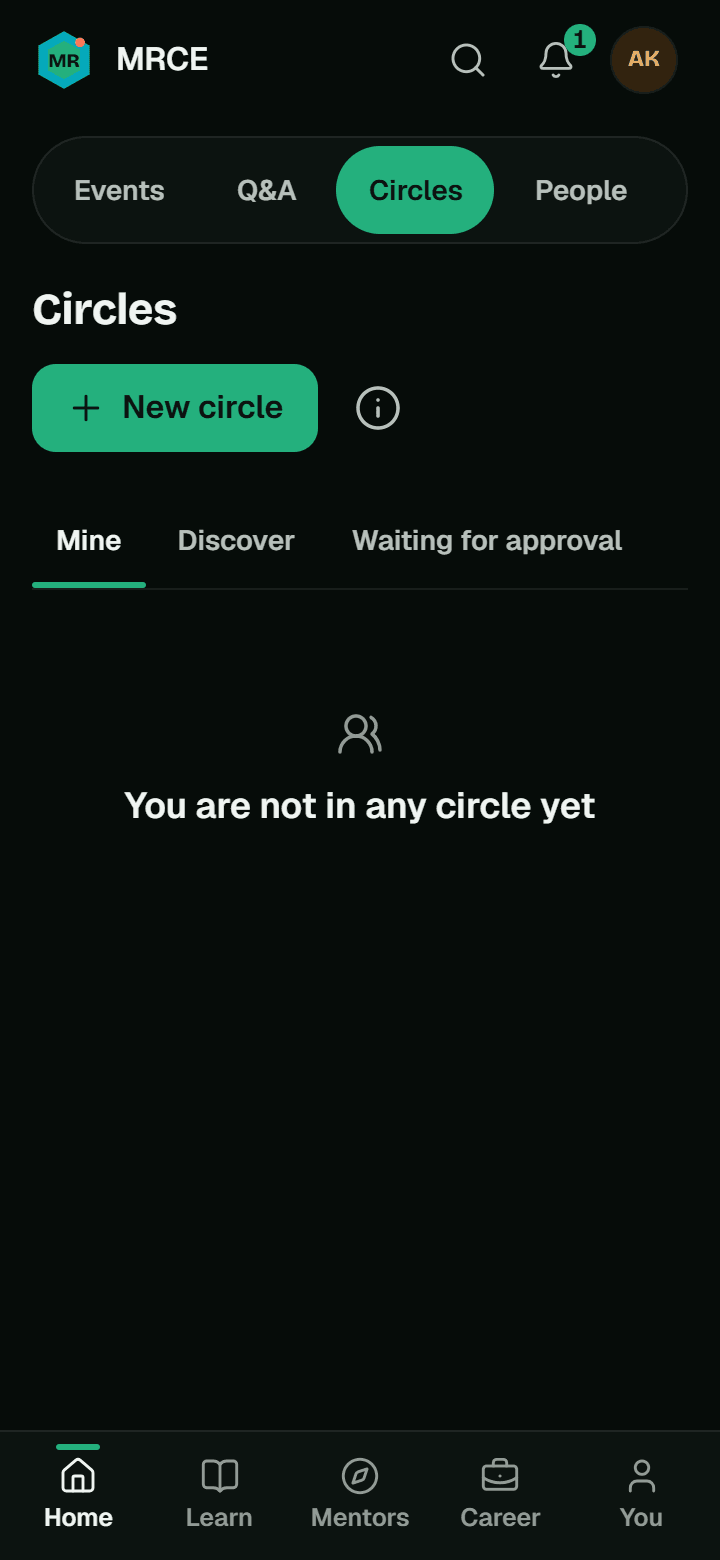 MR MRCE 1 AK
Events Q&A Circles People
Circles
New circle
Mine Discover Waiting for approval
You are not in any circle yet
Home Learn Mentors Career You